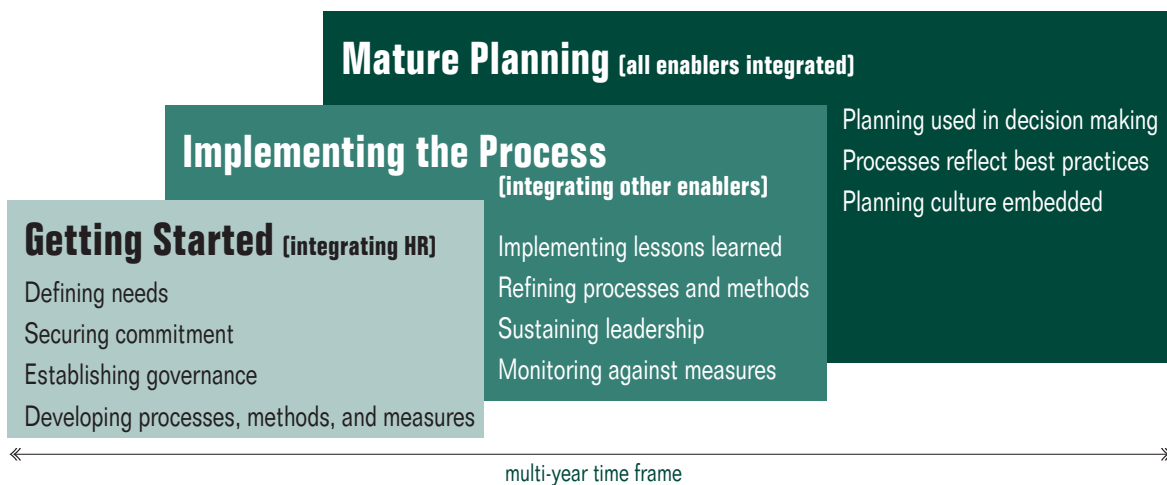 Mature Planning (all enablers integrated)
Planning used in decision making
Processes reflect best practices
Planning culture embedded
Implementing the Process
(integrating other enablers)
Implementing lessons learned
Refining processes and methods
Sustaining leadership
Monitoring against measures
Getting Started (integrating HR)
Defining needs
Securing commitment
Establishing governance
Developing processes, methods, and measures
multi-year time frame